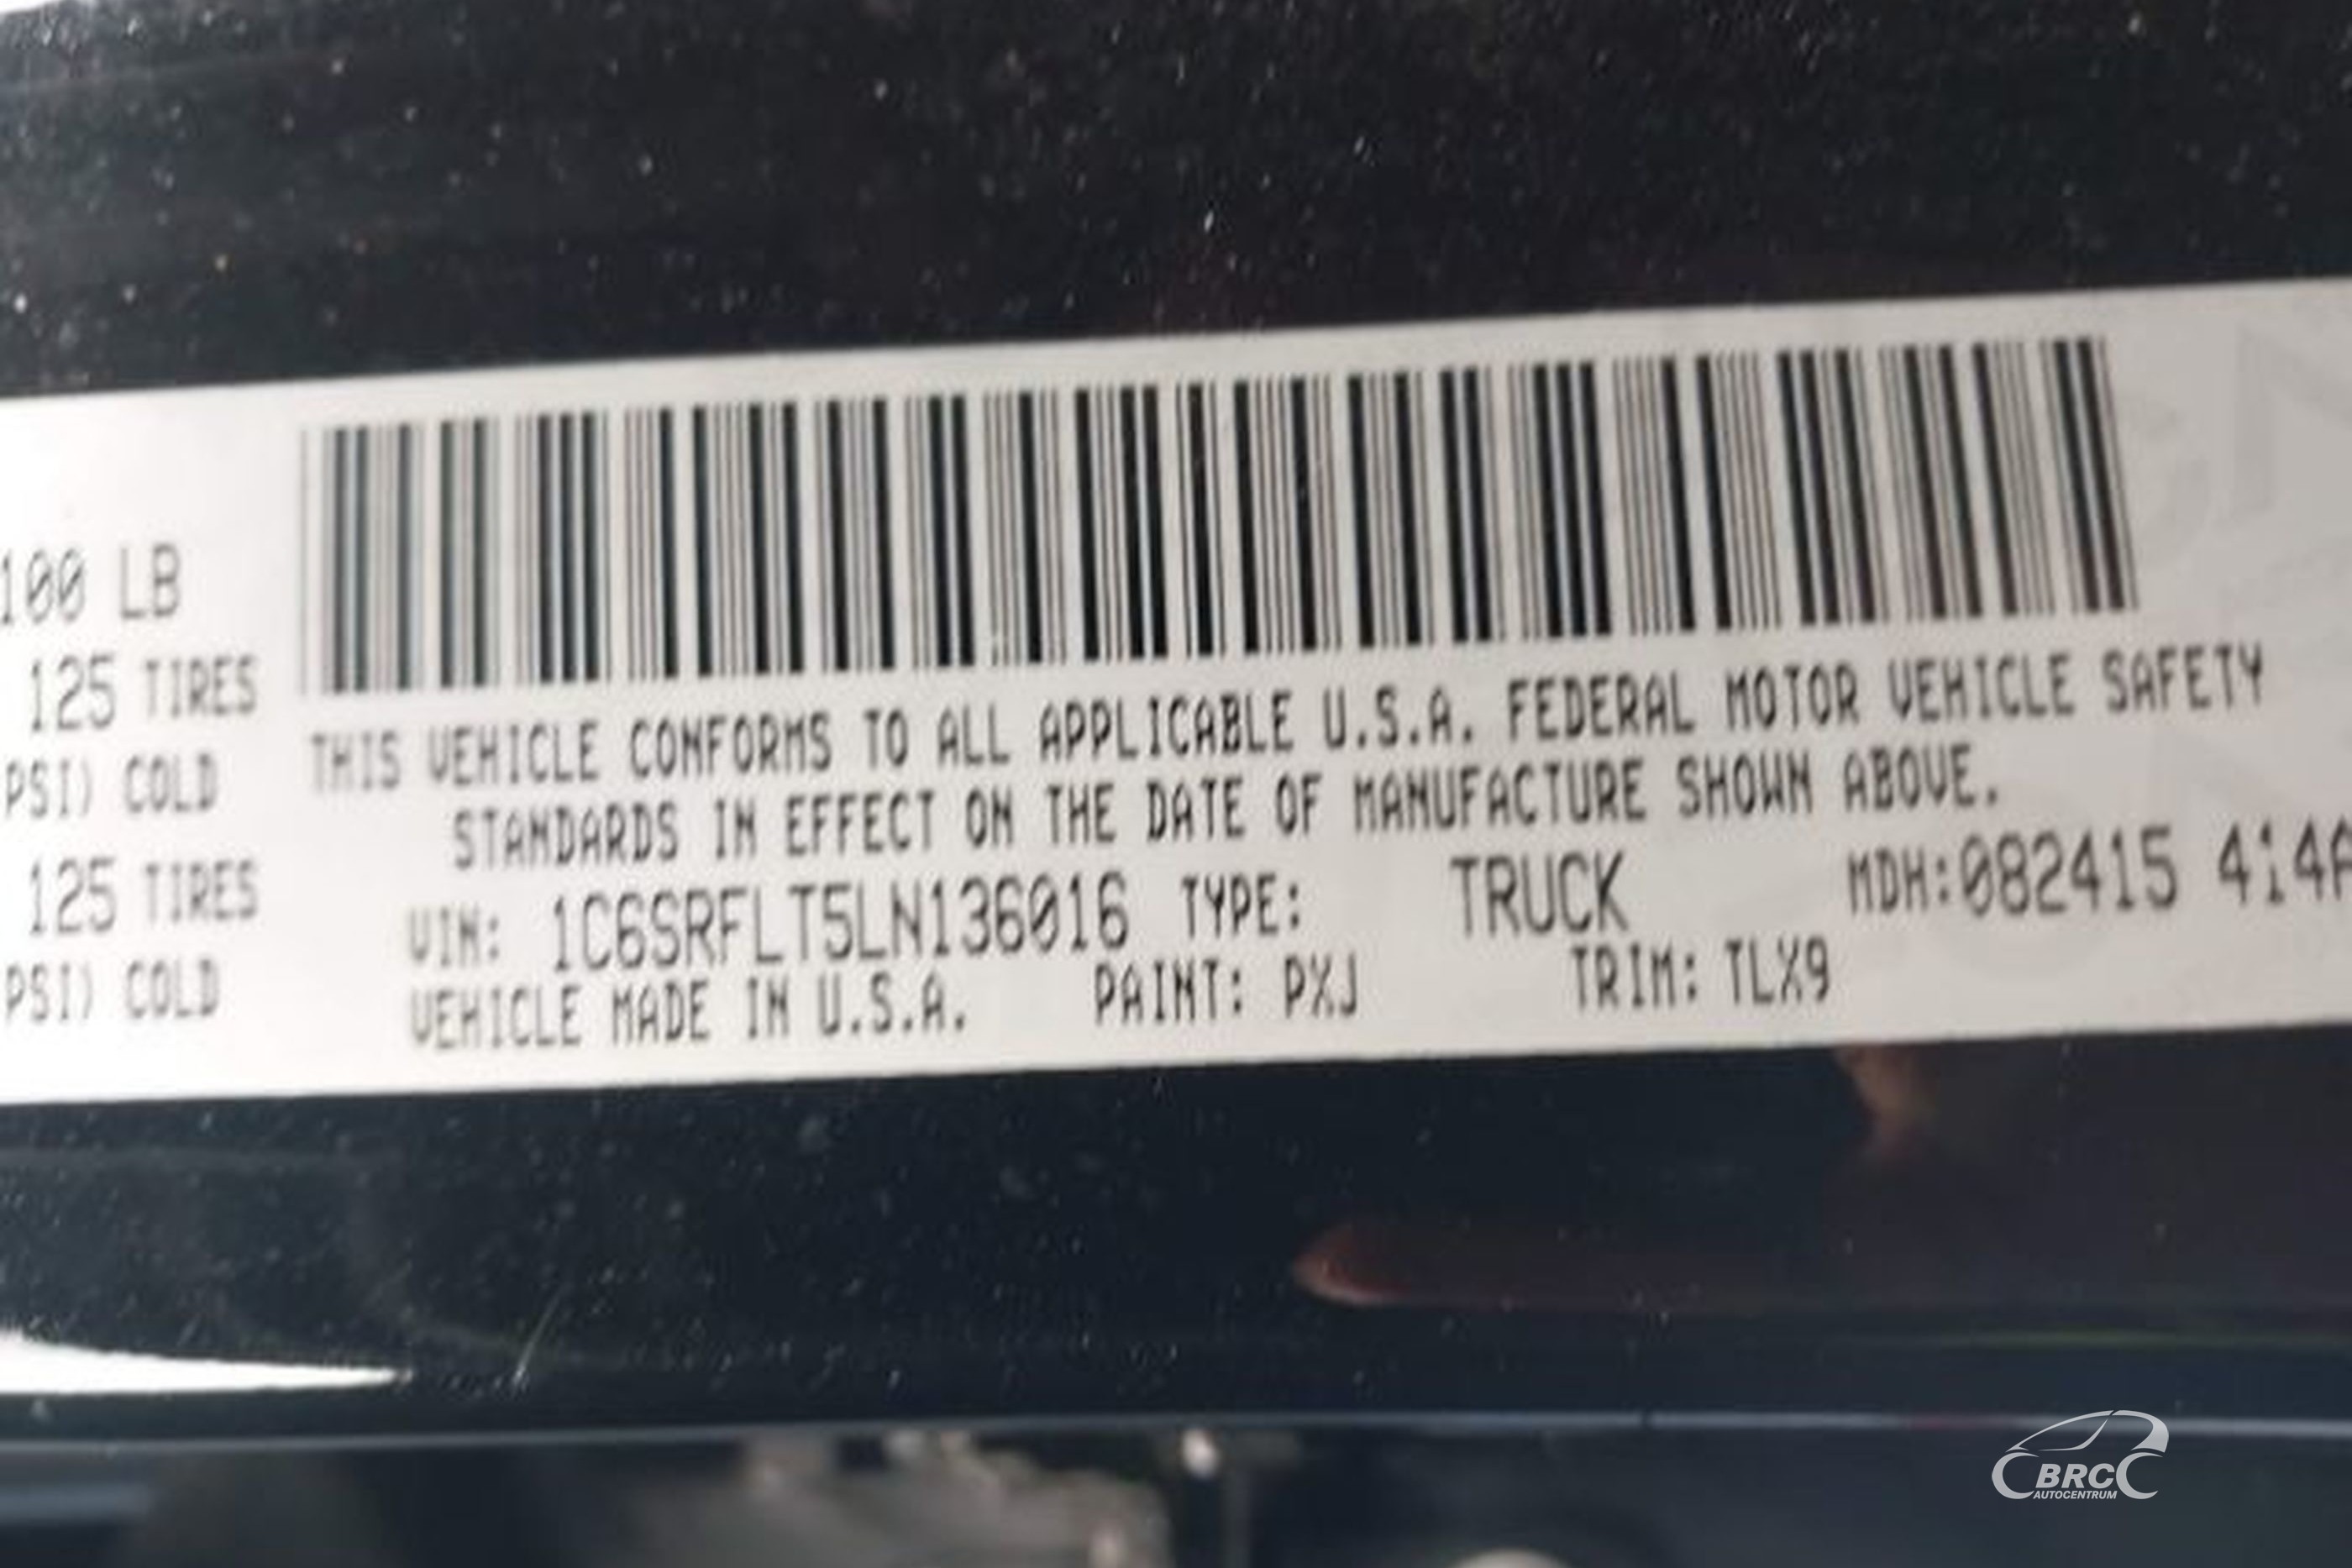 100 LB
125 TIRES
PSI) COLD
125 TIRES
PSI) COLD
THIS VEHICLE CONFORMS TO ALL APPLICABLE U.S.A. FEDERAL MOTOR VEHICLE SAFETY
STANDARDS IN EFFECT ON THE DATE OF MANUFACTURE SHOWN ABOVE.
VIN: 1C6SRFLT5LN136016 TYPE: TRUCK MDH:082415 414A
VEHICLE MADE IN U.S.A. PAINT: PXJ TRIM: TLX9
BRC
AUTOCENTRUM